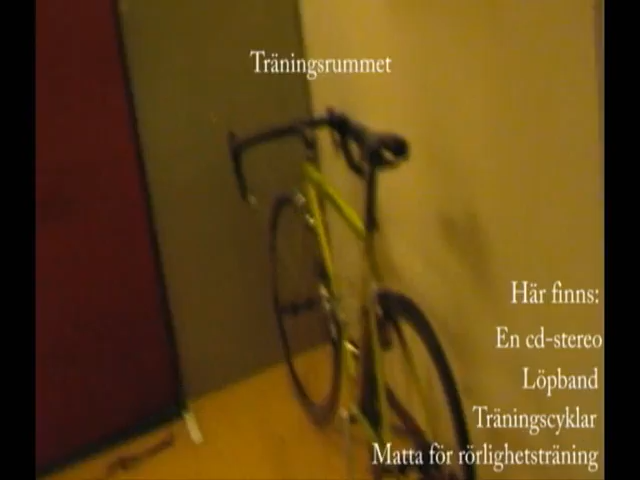 Träningsrummet
Här finns:
En cd-stereo
Löpband
Träningscyklar
Matta för rörlighetsträning